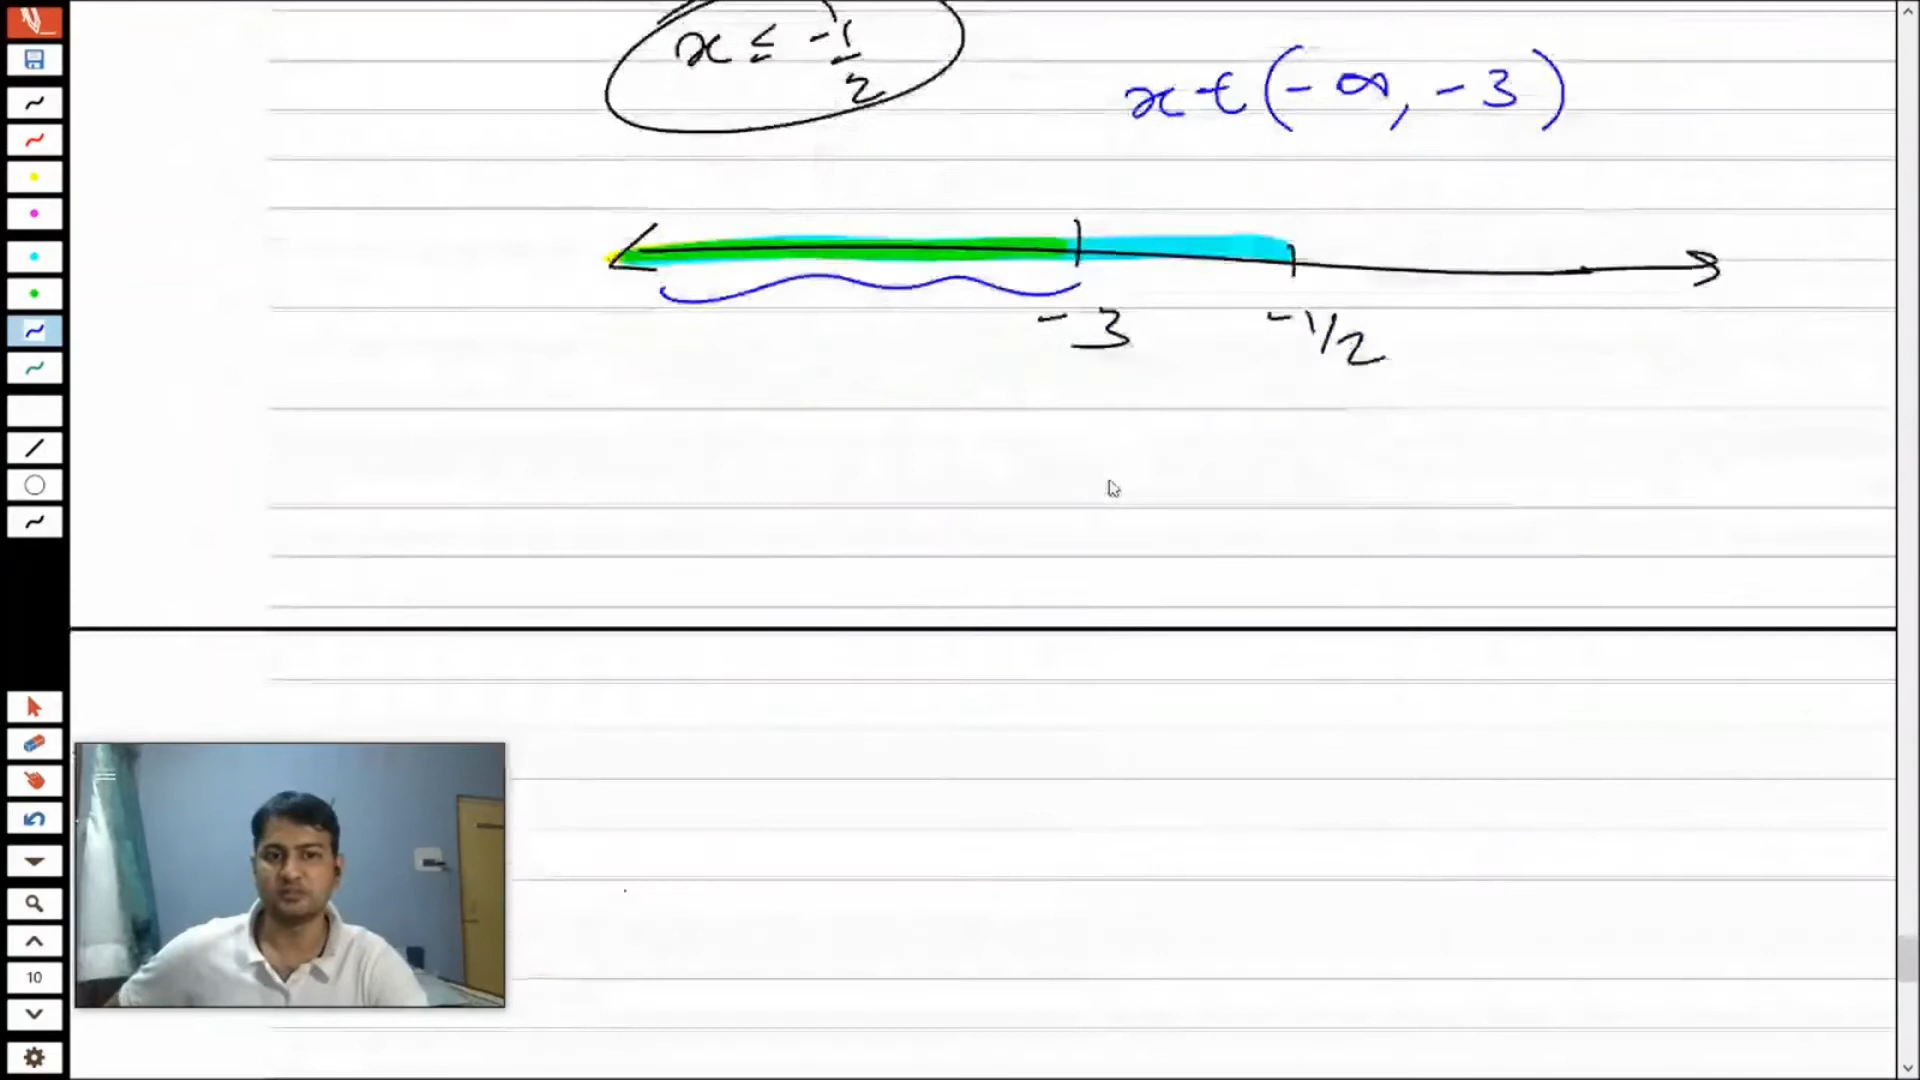 x ≤ -1/2
x ∈ (-∞, -3)
-3 -1/2
10